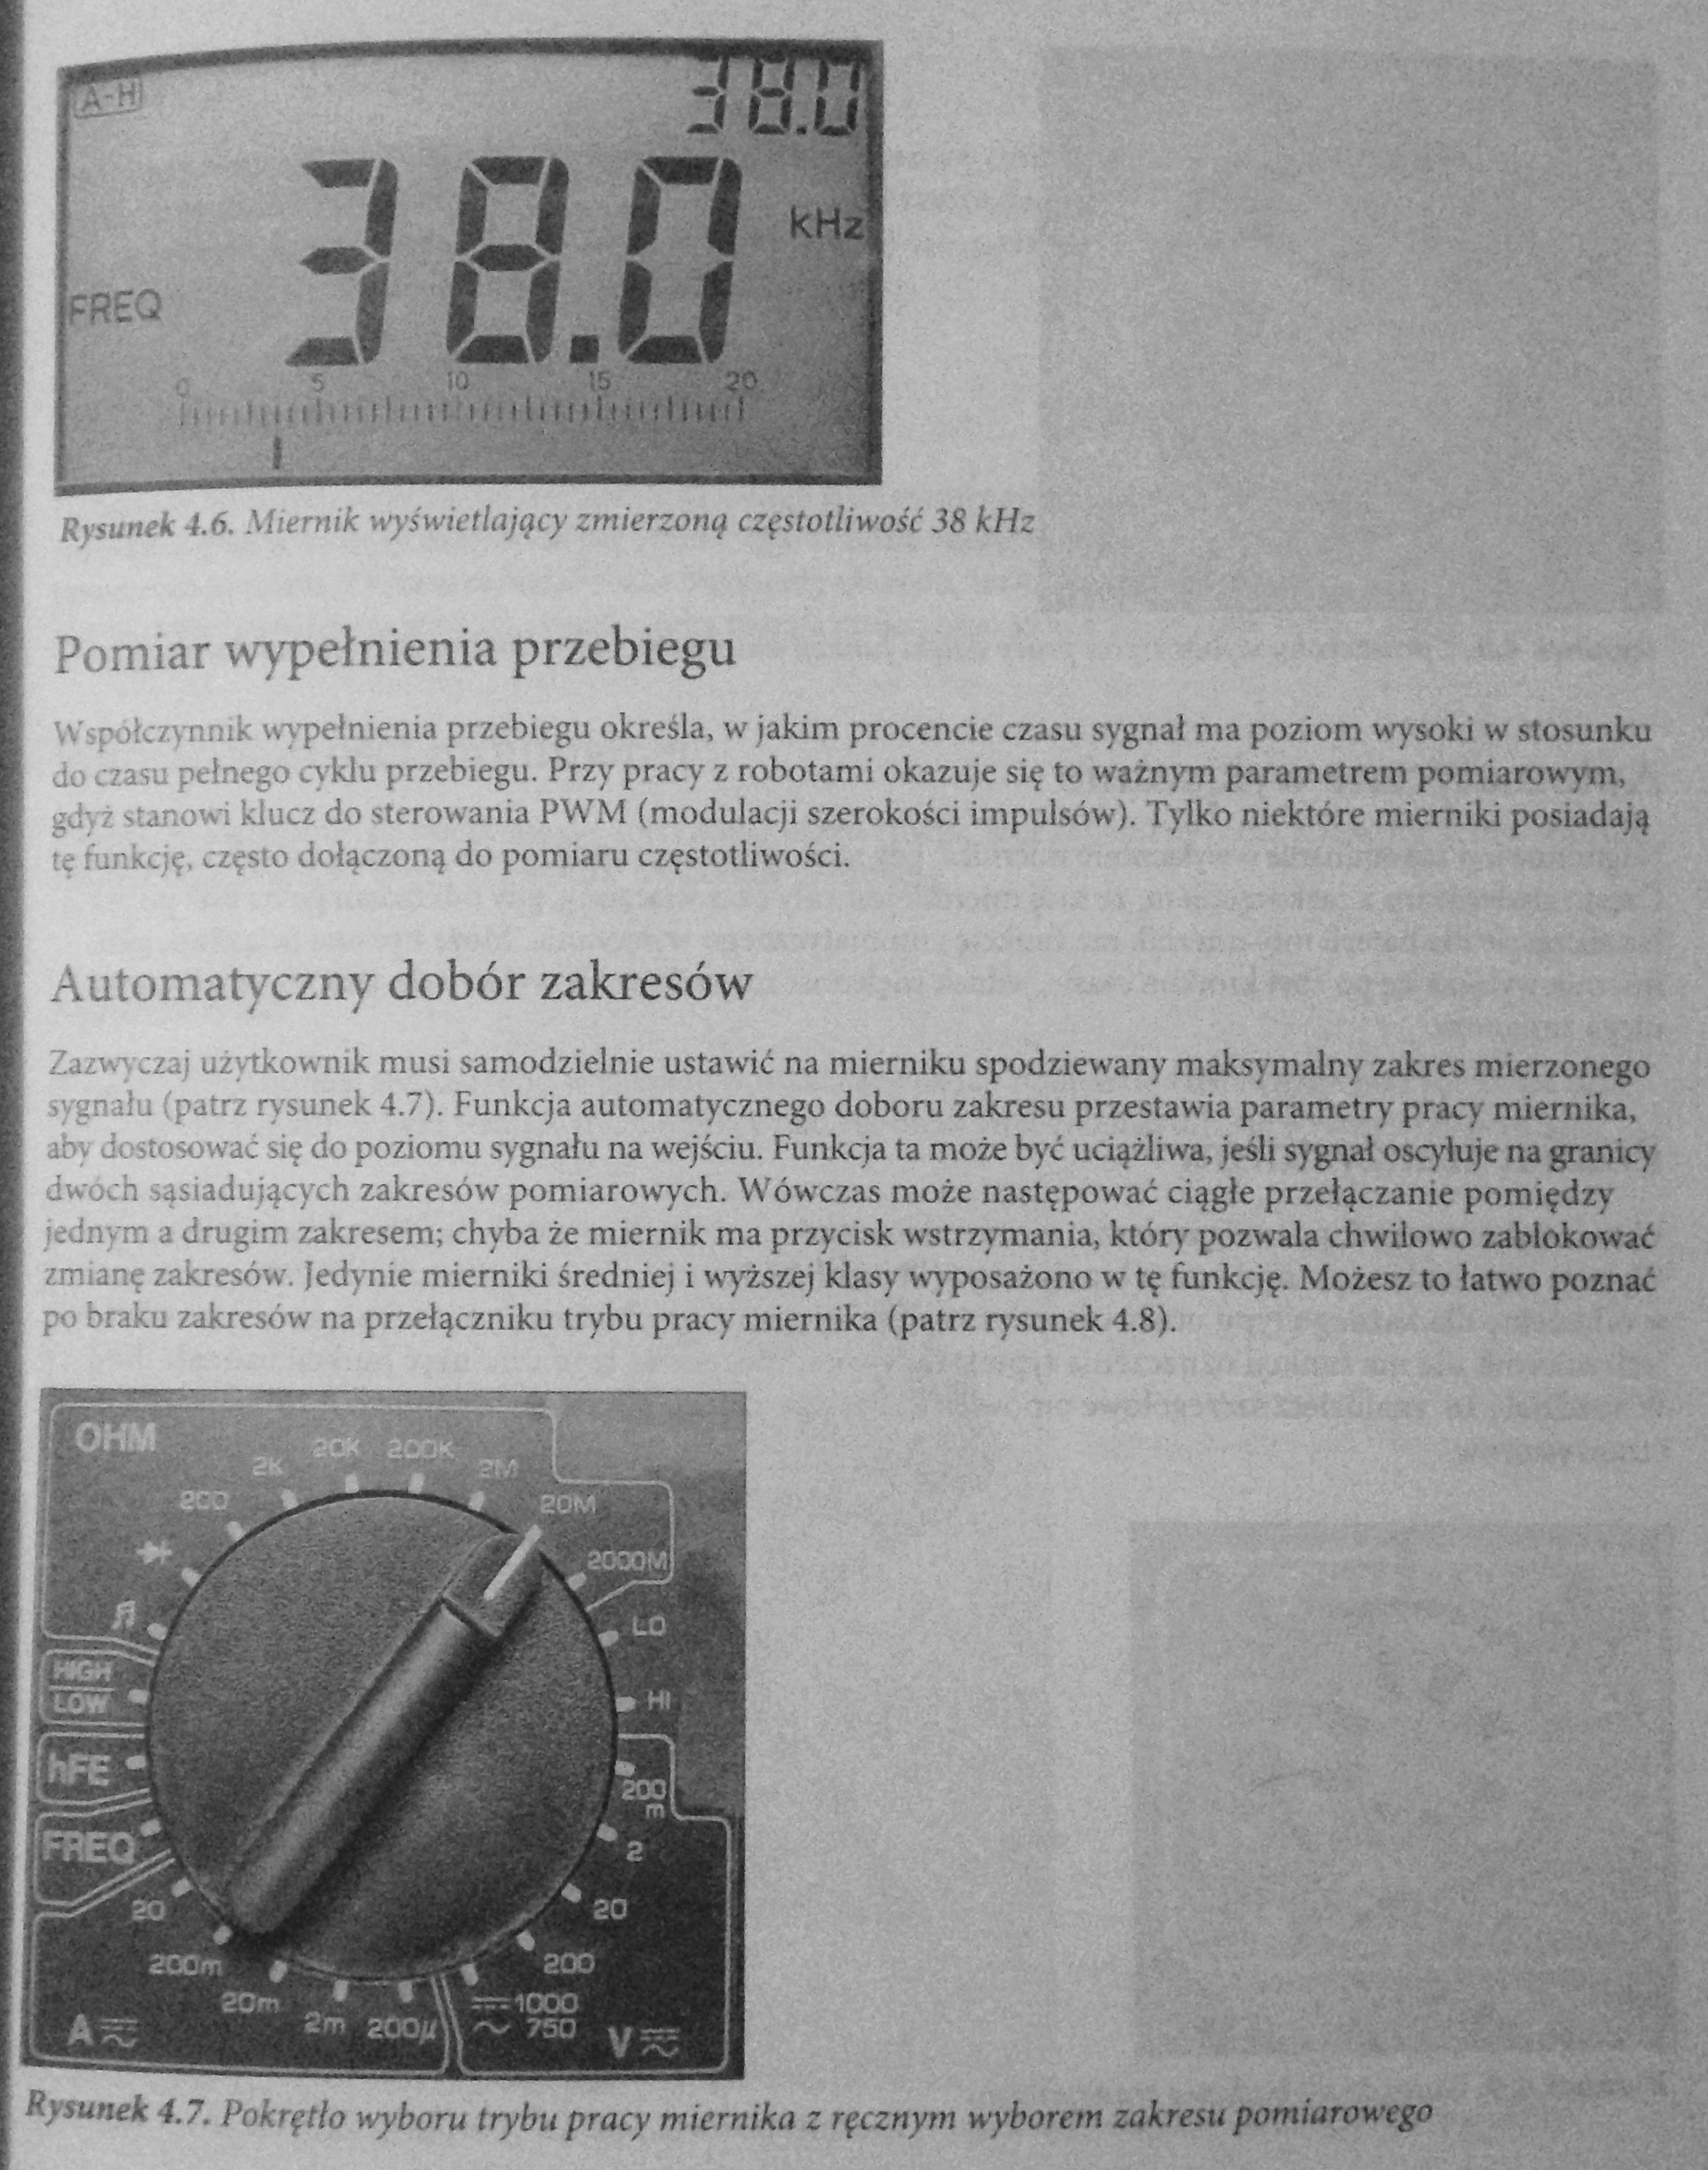 A-H
38.0
38.0
kHz
FREQ
0 5 10 15 20
Rysunek 4.6. Miernik wyświetlający zmierzoną częstotliwość 38 kHz
Pomiar wypełnienia przebiegu
Współczynnik wypełnienia przebiegu określa, w jakim procencie czasu sygnał ma poziom wysoki w stosunku
do czasu pełnego cyklu przebiegu. Przy pracy z robotami okazuje się to ważnym parametrem pomiarowym,
gdyż stanowi klucz do sterowania PWM (modulacji szerokości impulsów). Tylko niektóre mierniki posiadają
tę funkcję, często dołączoną do pomiaru częstotliwości.
Automatyczny dobór zakresów
Zazwyczaj użytkownik musi samodzielnie ustawić na mierniku spodziewany maksymalny zakres mierzonego
sygnału (patrz rysunek 4.7). Funkcja automatycznego doboru zakresu przestawia parametry pracy miernika,
aby dostosować się do poziomu sygnału na wejściu. Funkcja ta może być uciążliwa, jeśli sygnał oscyluje na granicy
dwóch sąsiadujących zakresów pomiarowych. Wówczas może następować ciągłe przełączanie pomiędzy
jednym a drugim zakresem; chyba że miernik ma przycisk wstrzymania, który pozwala chwilowo zablokować
zmianę zakresów. Jedynie mierniki średniej i wyższej klasy wyposażono w tę funkcję. Możesz to łatwo poznać
po braku zakresów na przełączniku trybu pracy miernika (patrz rysunek 4.8).
OHM
200
2K
20K
200K
2M
20M
2000M
LO
HI
HIGH
LOW
hFE
FREQ
200
m
2
20
200
1000
750
V
20
200m
20m
2m
200µ
A
Rysunek 4.7. Pokrętło wyboru trybu pracy miernika z ręcznym wyborem zakresu pomiarowego